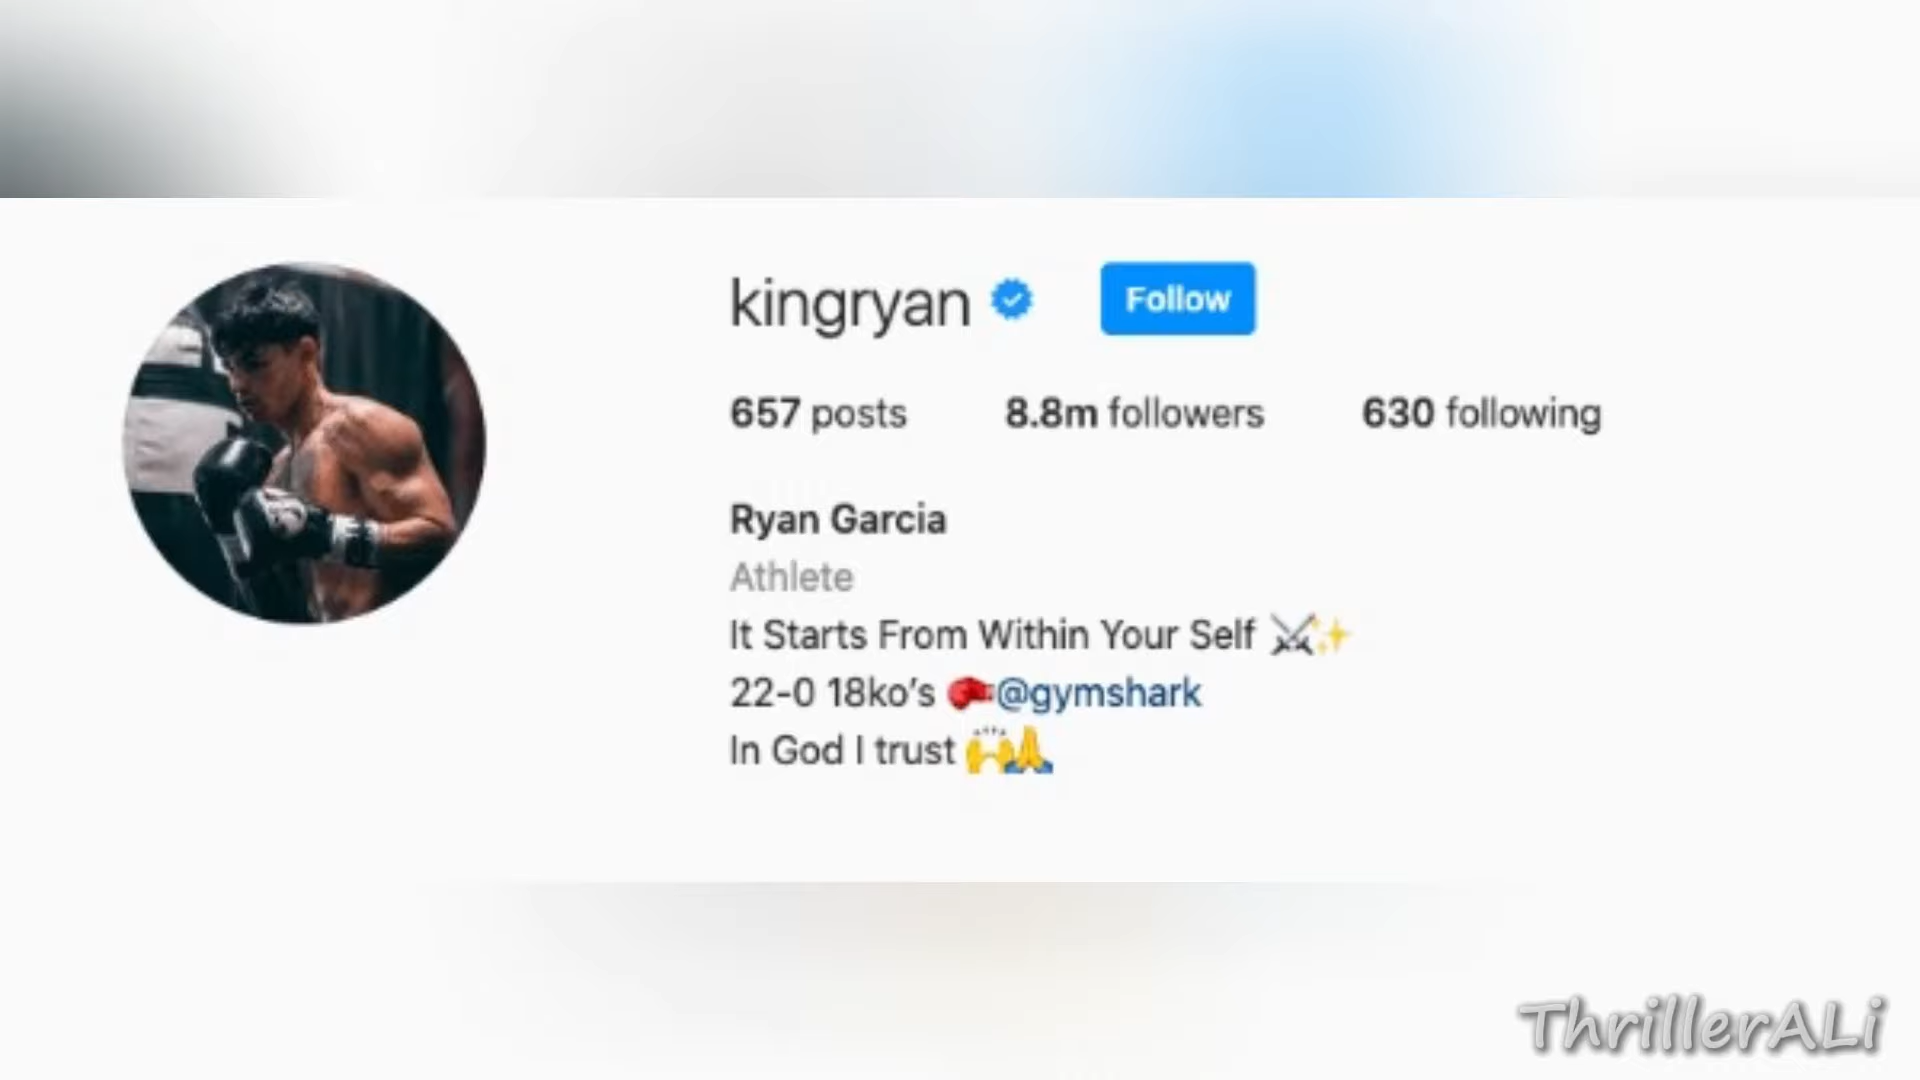 kingryan Follow
657 posts 8.8m followers 630 following
Ryan Garcia
Athlete
It Starts From Within Your Self ⚔️✨
22-0 18ko's 🥊@gymshark
In God I trust 🙌🙏
ThrillerALi